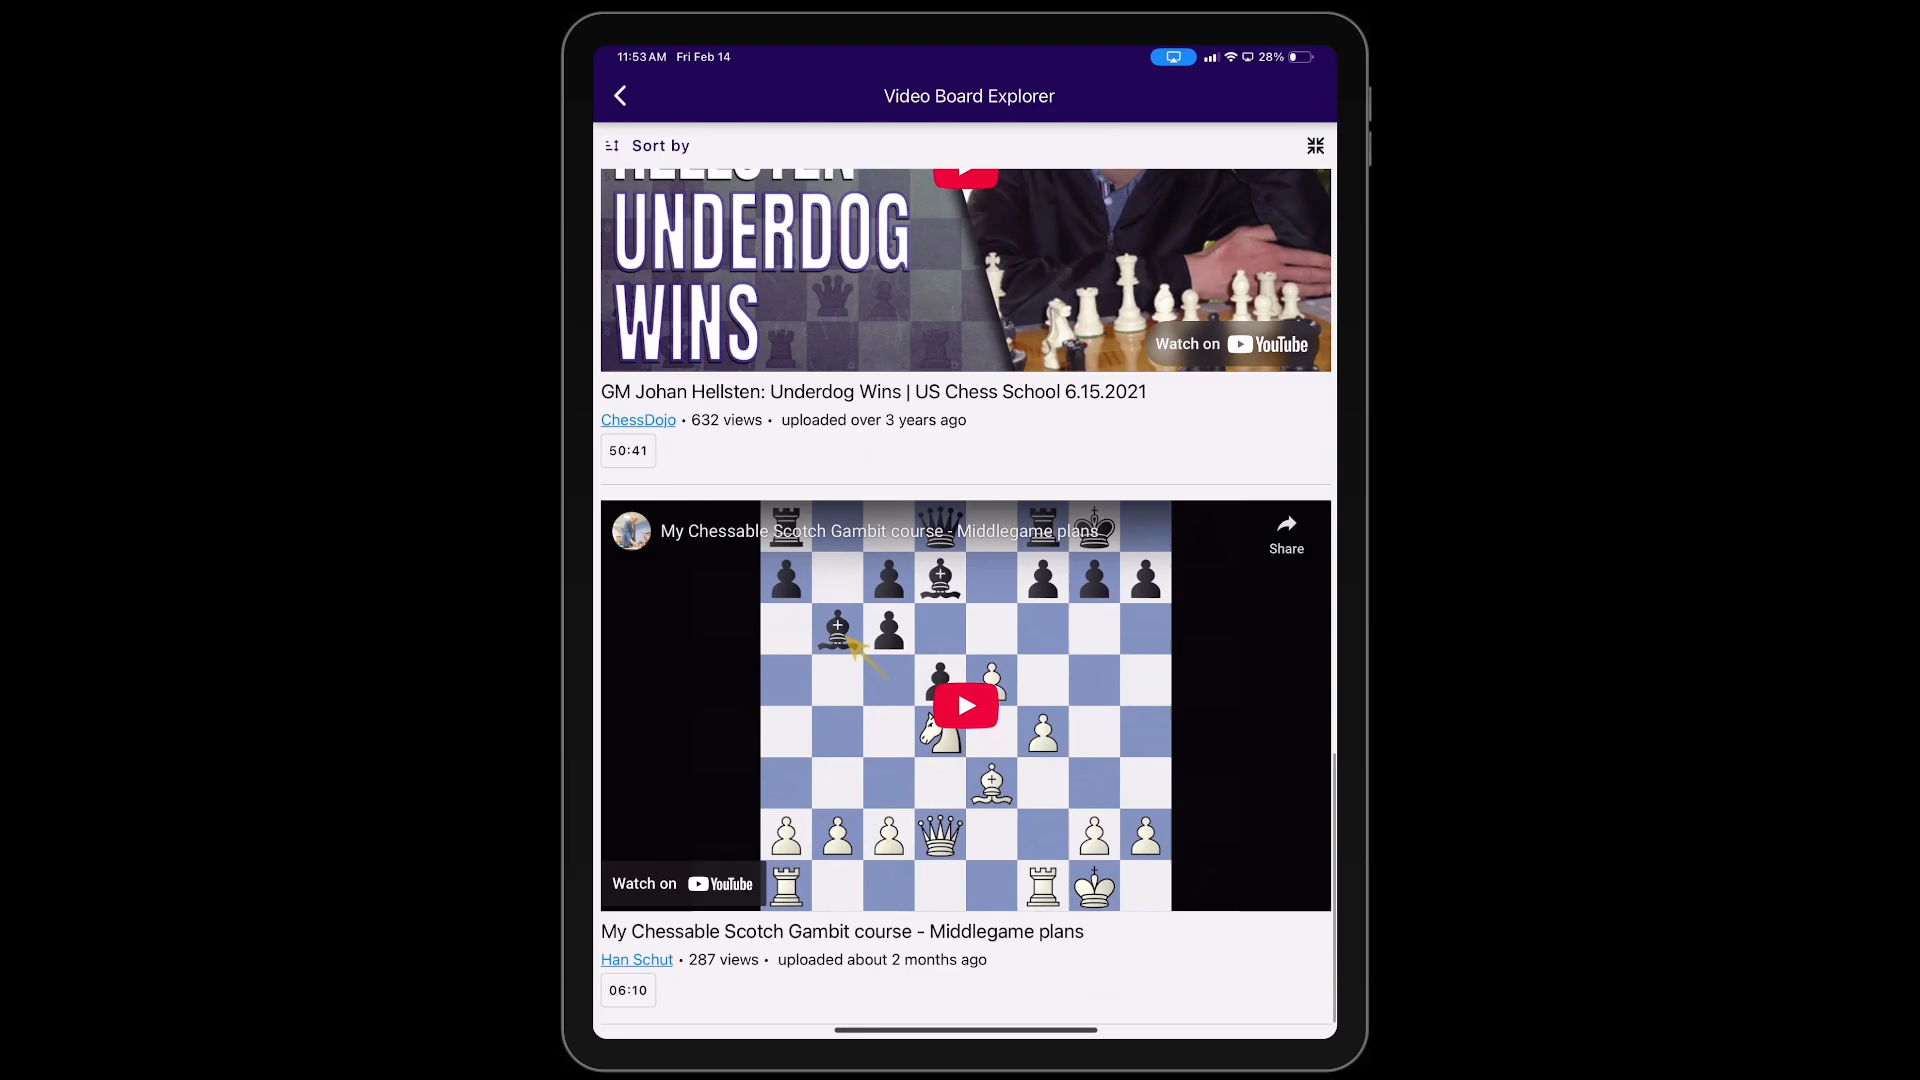 11:53 AM Fri Feb 14
28%
Video Board Explorer
Sort by
HELLSTEN
UNDERDOG
WINS
Watch on YouTube
GM Johan Hellsten: Underdog Wins | US Chess School 6.15.2021
ChessDojo • 632 views • uploaded over 3 years ago
50:41
My Chessable Scotch Gambit course - Middlegame plans
Share
Watch on YouTube
My Chessable Scotch Gambit course - Middlegame plans
Han Schut • 287 views • uploaded about 2 months ago
06:10